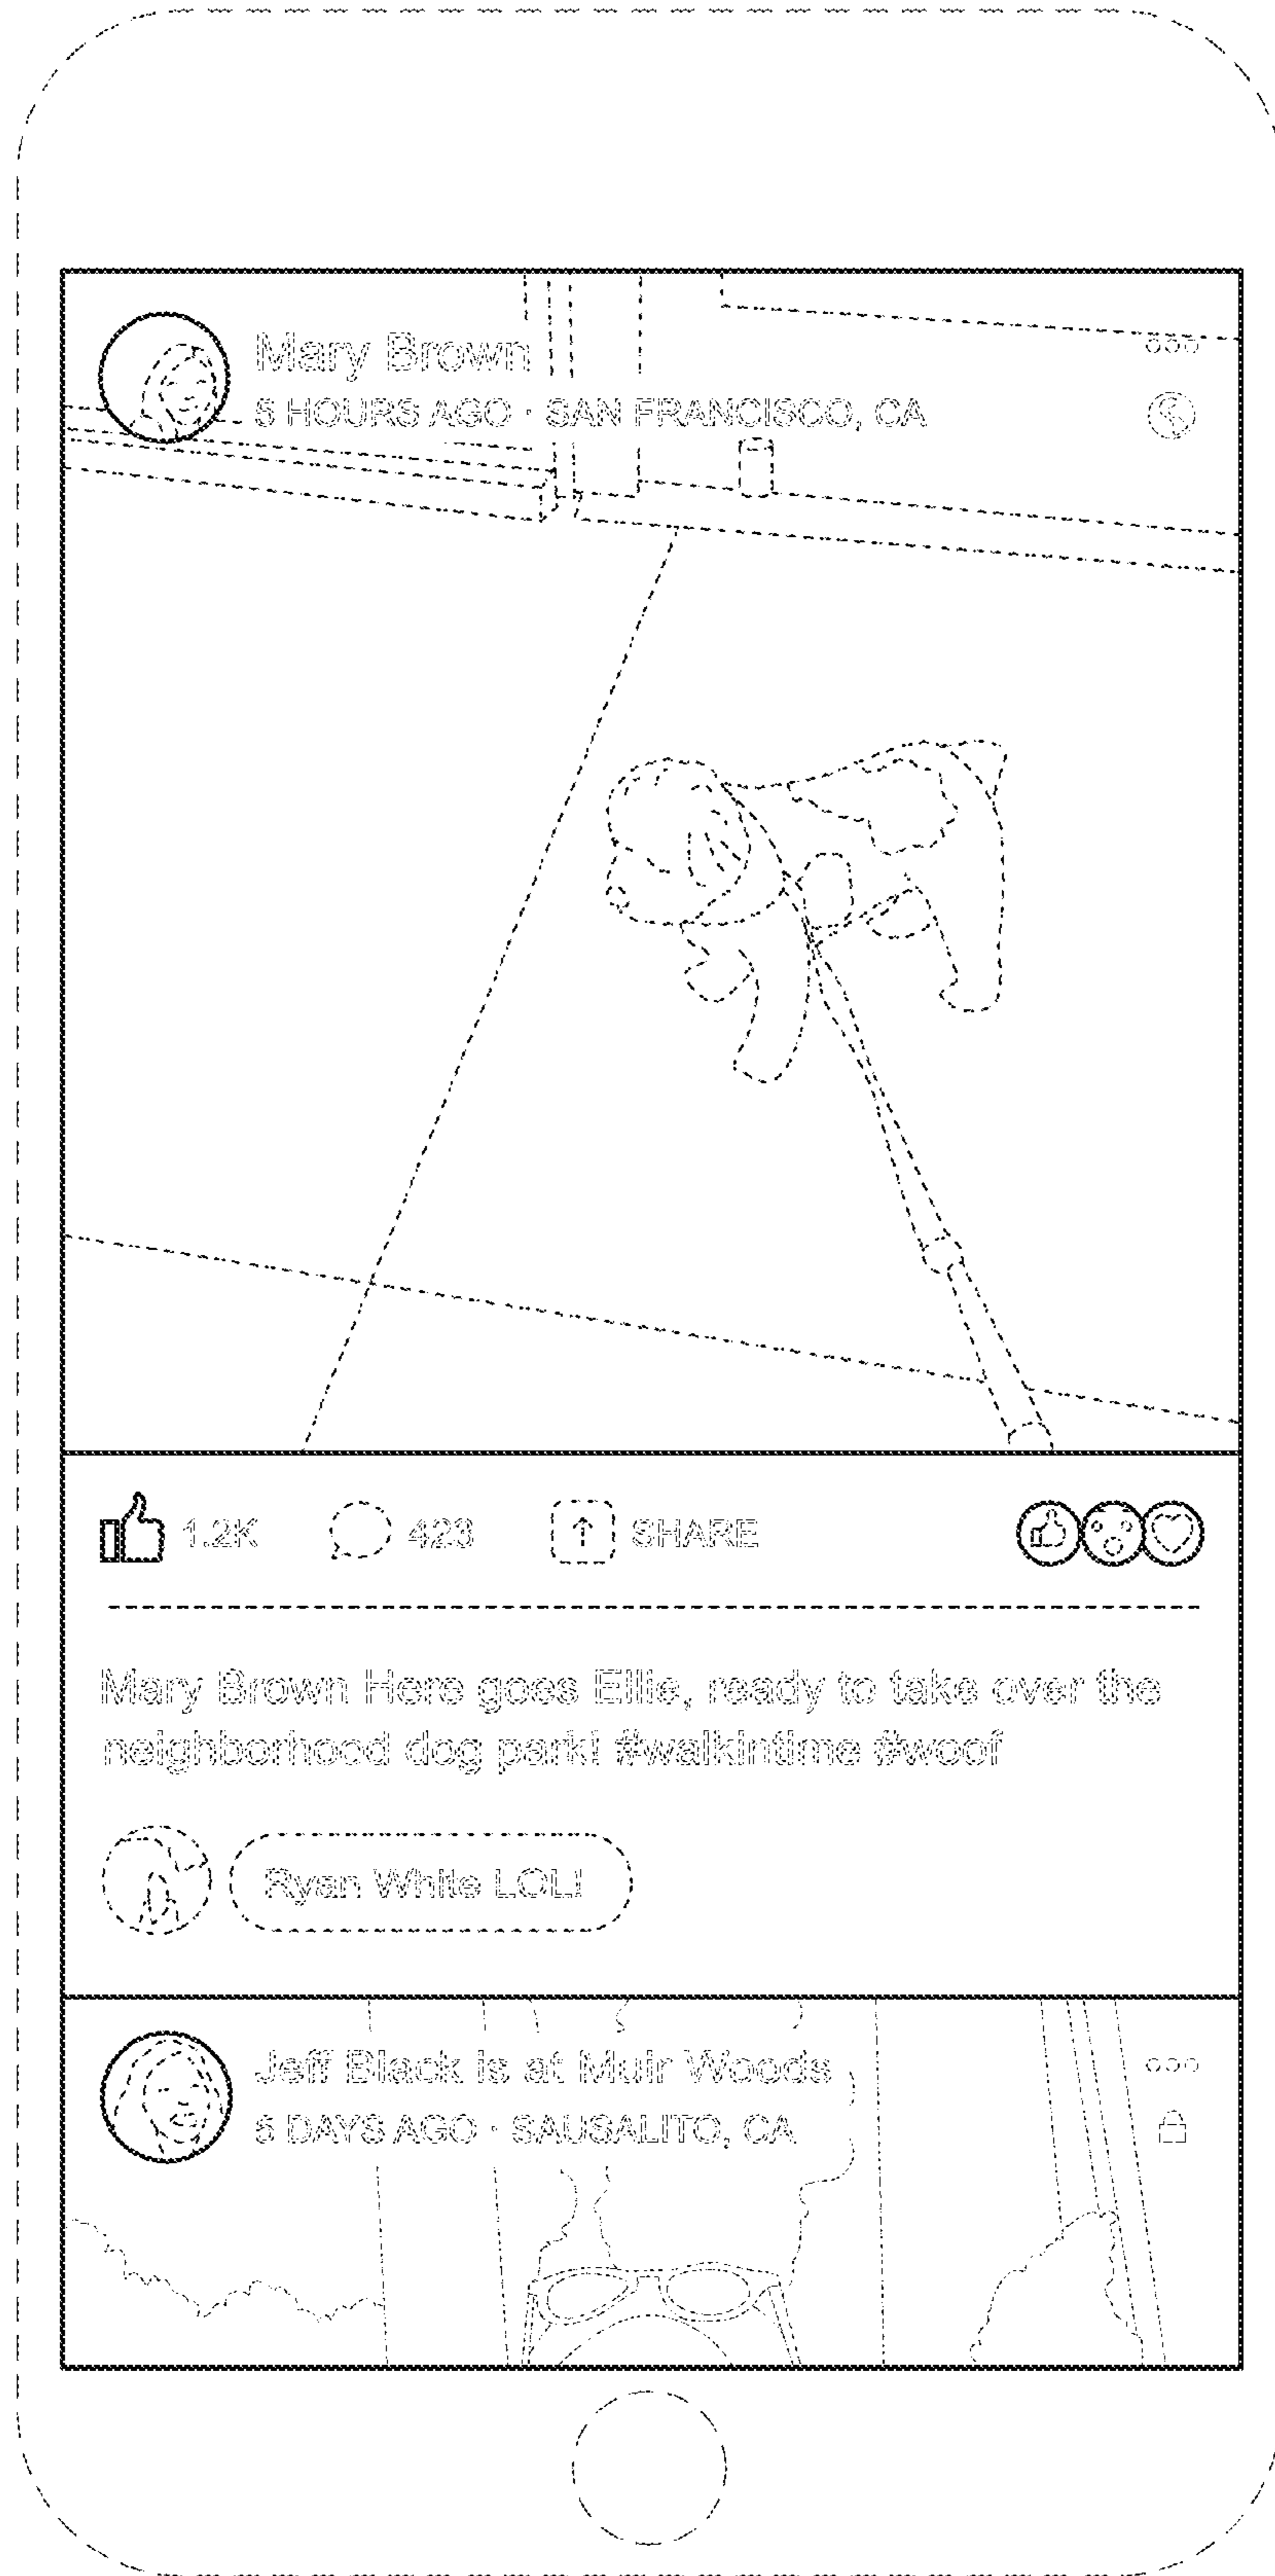 Mary Brown
5 HOURS AGO · SAN FRANCISCO, CA
1.2K 423 SHARE
Mary Brown Here goes Ellie, ready to take over the
neighborhood dog park! #walkintime #woof
Ryan White LOL!
Jeff Black is at Muir Woods
5 DAYS AGO · SAUSALITO, CA